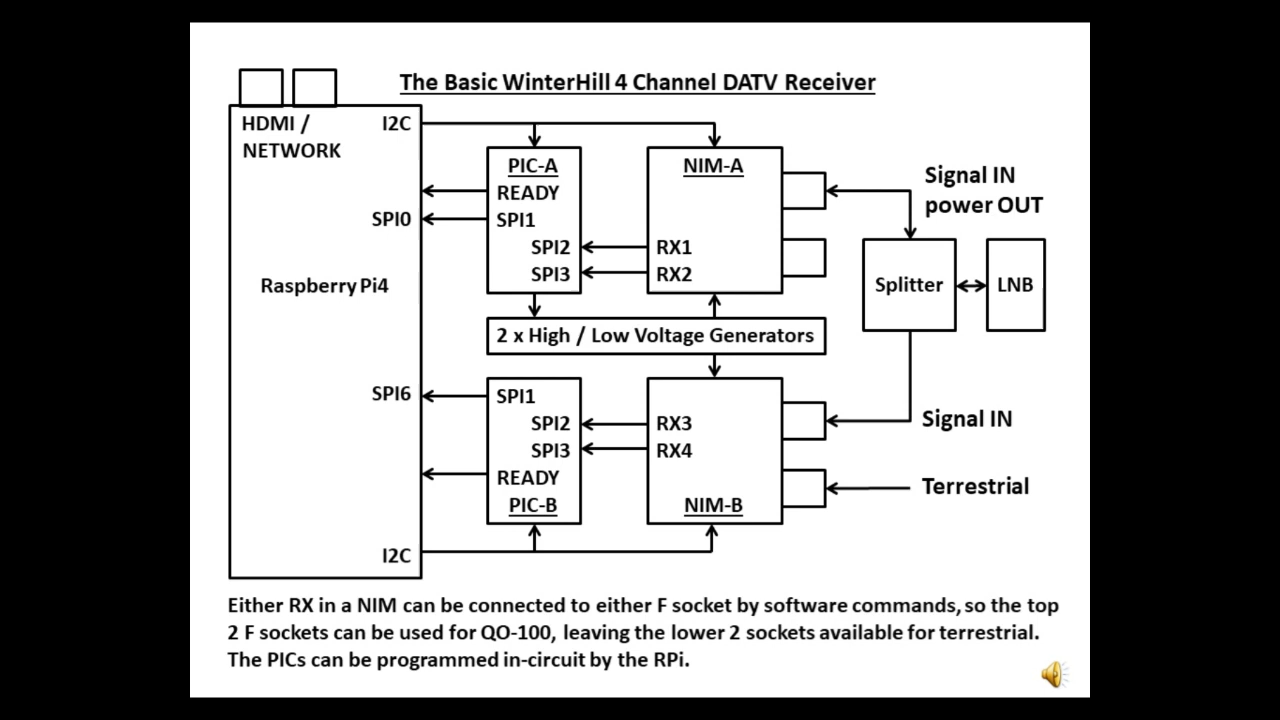 The Basic WinterHill 4 Channel DATV Receiver
HDMI /
NETWORK
I2C
PIC-A
NIM-A
READY
SPI0
SPI1
SPI2
RX1
SPI3
RX2
Raspberry Pi4
Signal IN
power OUT
Splitter
LNB
2 x High / Low Voltage Generators
SPI6
SPI1
SPI2
RX3
SPI3
RX4
READY
PIC-B
NIM-B
Signal IN
Terrestrial
I2C
Either RX in a NIM can be connected to either F socket by software commands, so the top
2 F sockets can be used for QO-100, leaving the lower 2 sockets available for terrestrial.
The PICs can be programmed in-circuit by the RPi.